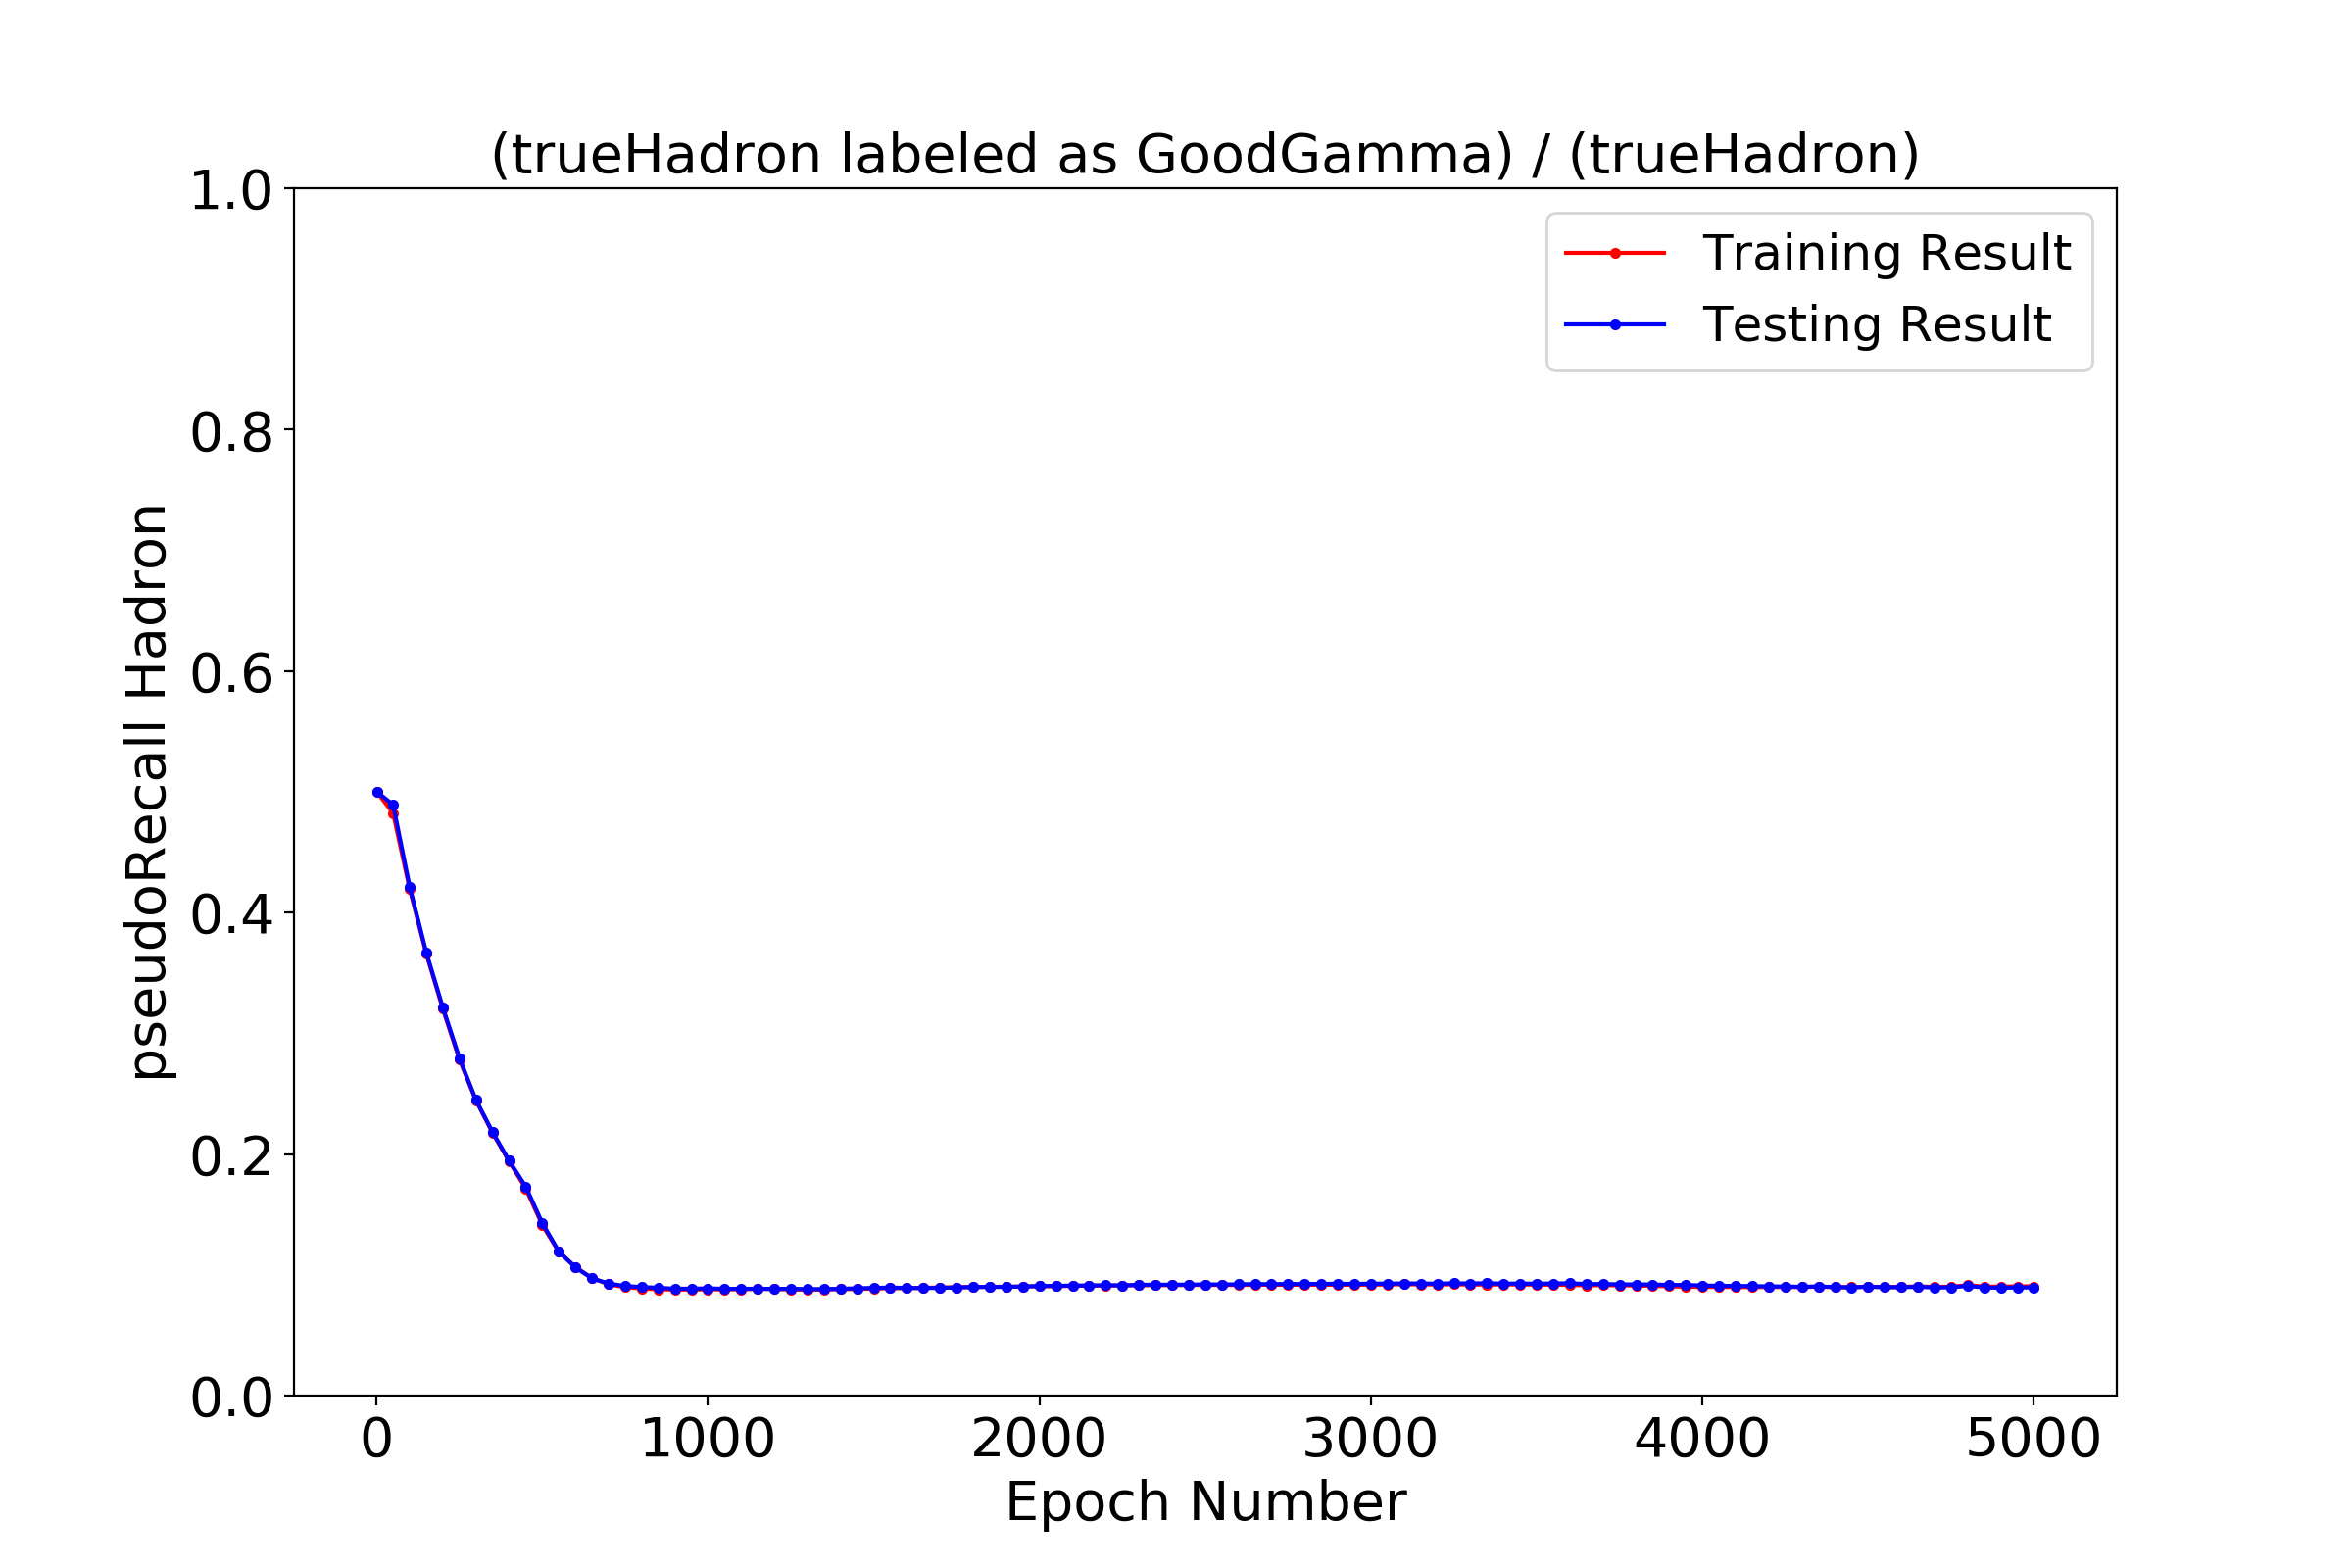 (trueHadron labeled as GoodGamma) / (trueHadron)
1.0
0.8
0.6
0.4
0.2
0.0
pseudoRecall Hadron
Training Result
Testing Result
0 1000 2000 3000 4000 5000
Epoch Number